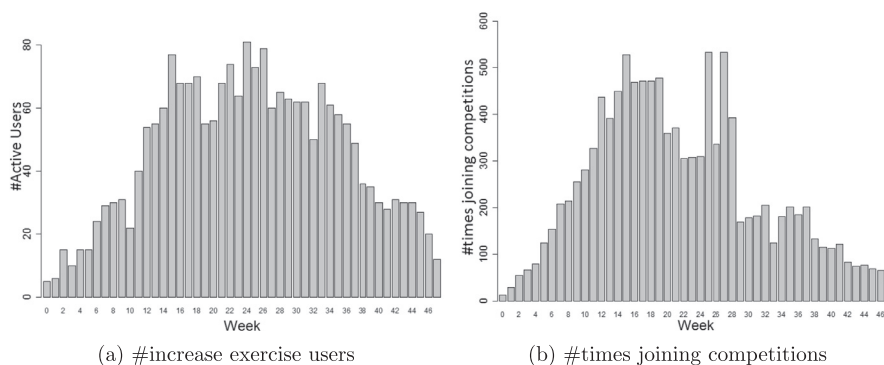 #Active Users
0
20
40
60
80
0 2 4 6 8 10 12 14 16 18 20 22 24 26 28 30 32 34 36 38 40 42 44 46
Week
(a) #increase exercise users
#times joining competitions
0
100
200
300
400
500
600
0 2 4 6 8 10 12 14 16 18 20 22 24 26 28 30 32 34 36 38 40 42 44 46
Week
(b) #times joining competitions